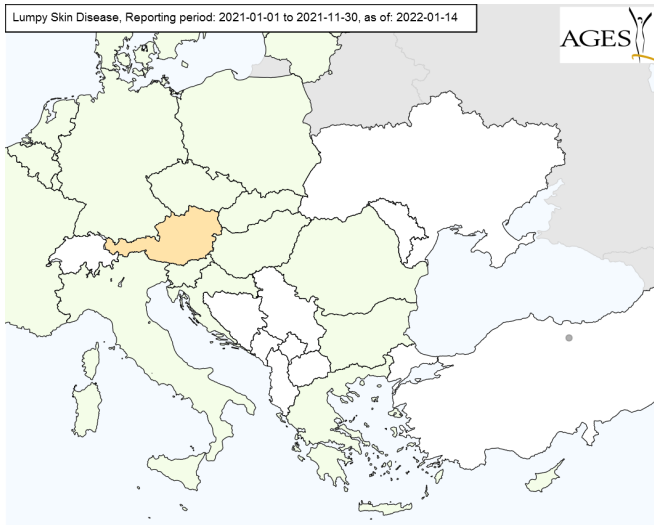 Lumpy Skin Disease, Reporting period: 2021-01-01 to 2021-11-30, as of: 2022-01-14
AGES